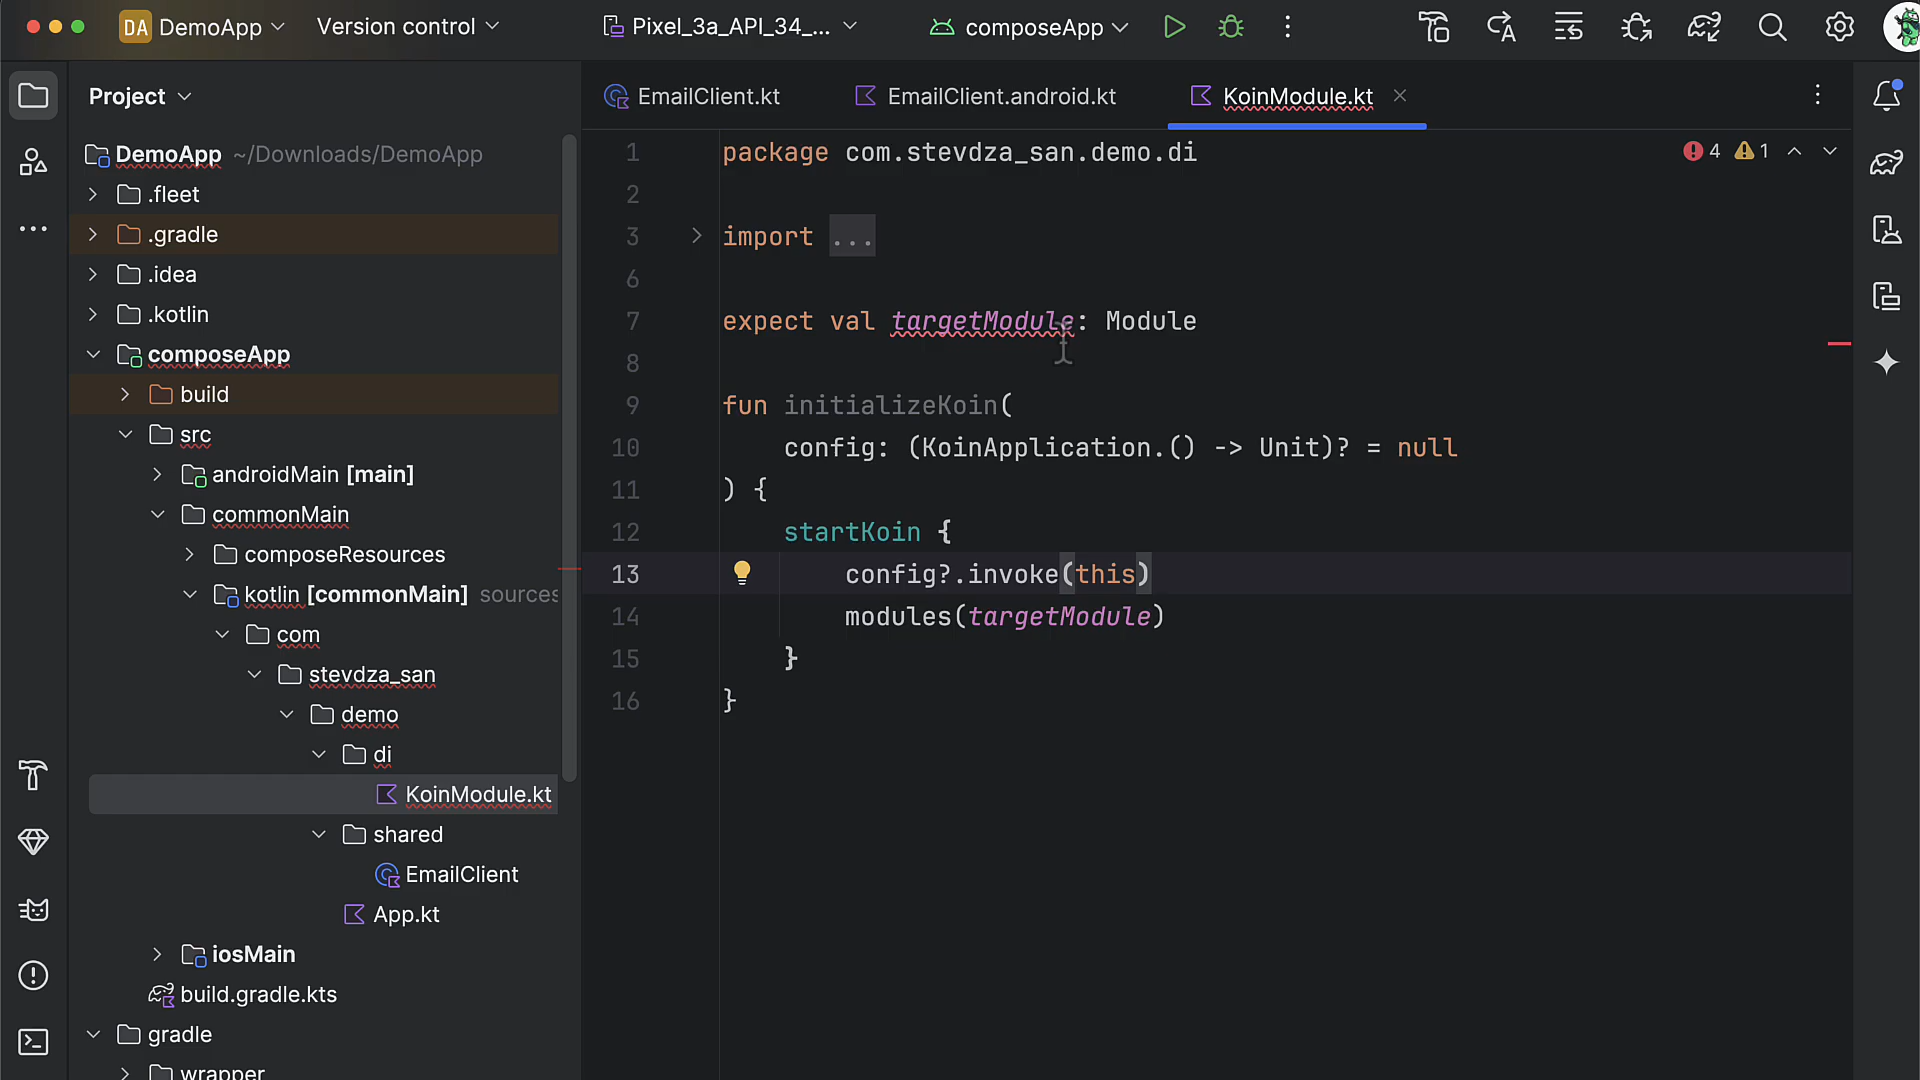 DA DemoApp
Version control
Pixel_3a_API_34_...
composeApp
Project
EmailClient.kt
EmailClient.android.kt
KoinModule.kt
DemoApp ~/Downloads/DemoApp
.fleet
.gradle
.idea
.kotlin
composeApp
build
src
androidMain [main]
commonMain
composeResources
kotlin [commonMain] sources
com
stevdza_san
demo
di
KoinModule.kt
shared
EmailClient
App.kt
iosMain
build.gradle.kts
gradle
wrapper
4 1
1 package com.stevdza_san.demo.di
2
3 import ...
6
7 expect val targetModule: Module
8
9 fun initializeKoin(
10 config: (KoinApplication.() -> Unit)? = null
11 ) {
12 startKoin {
13 config?.invoke(this)
14 modules(targetModule)
15 }
16 }